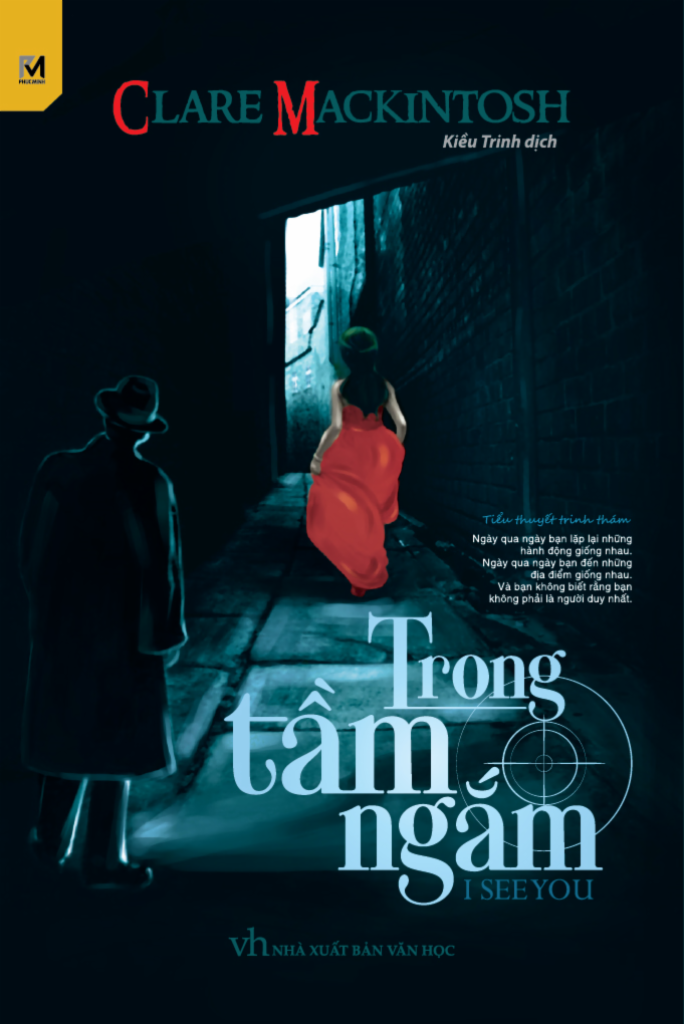 PHUCMINH
CLARE MACKINTOSH
Kiều Trinh dịch
Tiểu thuyết trinh thám
Ngày qua ngày bạn lặp lại những
hành động giống nhau.
Ngày qua ngày bạn đến những
địa điểm giống nhau.
Và bạn không biết rằng bạn
không phải là người duy nhất.
Trong
tầm
ngắm
I SEE YOU
vh NHÀ XUẤT BẢN VĂN HỌC